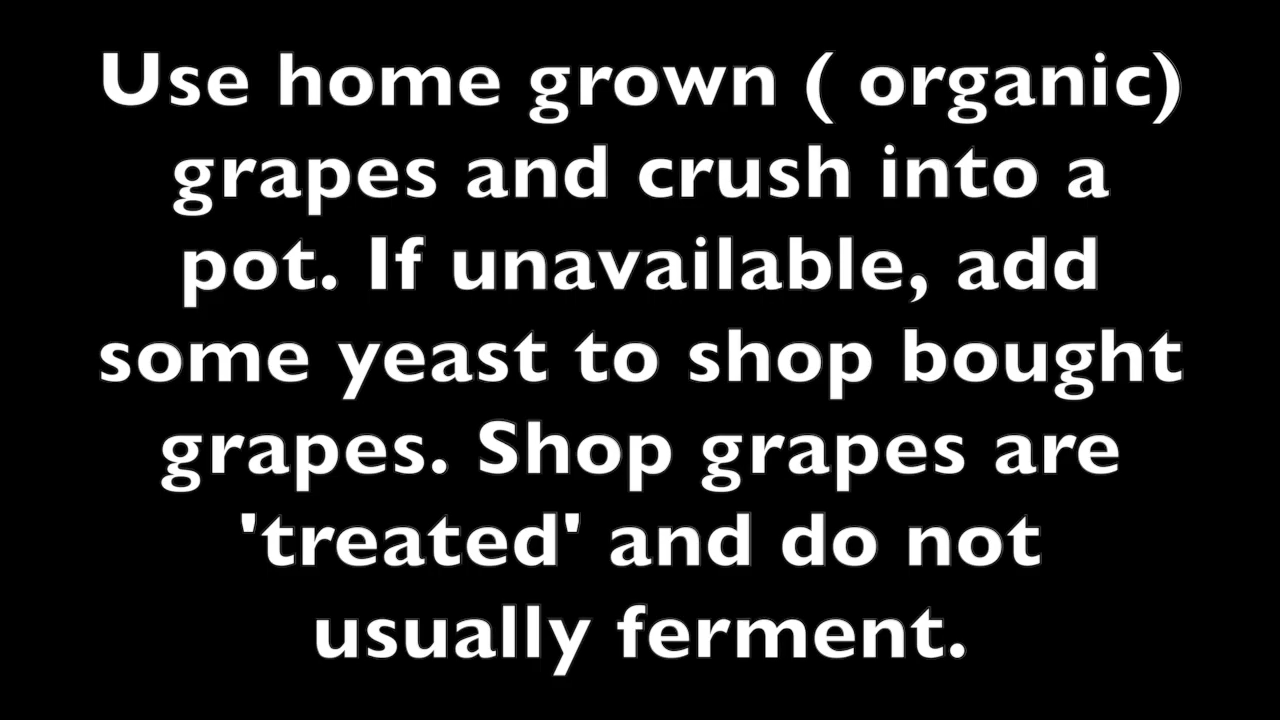 Use home grown ( organic)
grapes and crush into a
pot. If unavailable, add
some yeast to shop bought
grapes. Shop grapes are
'treated' and do not
usually ferment.